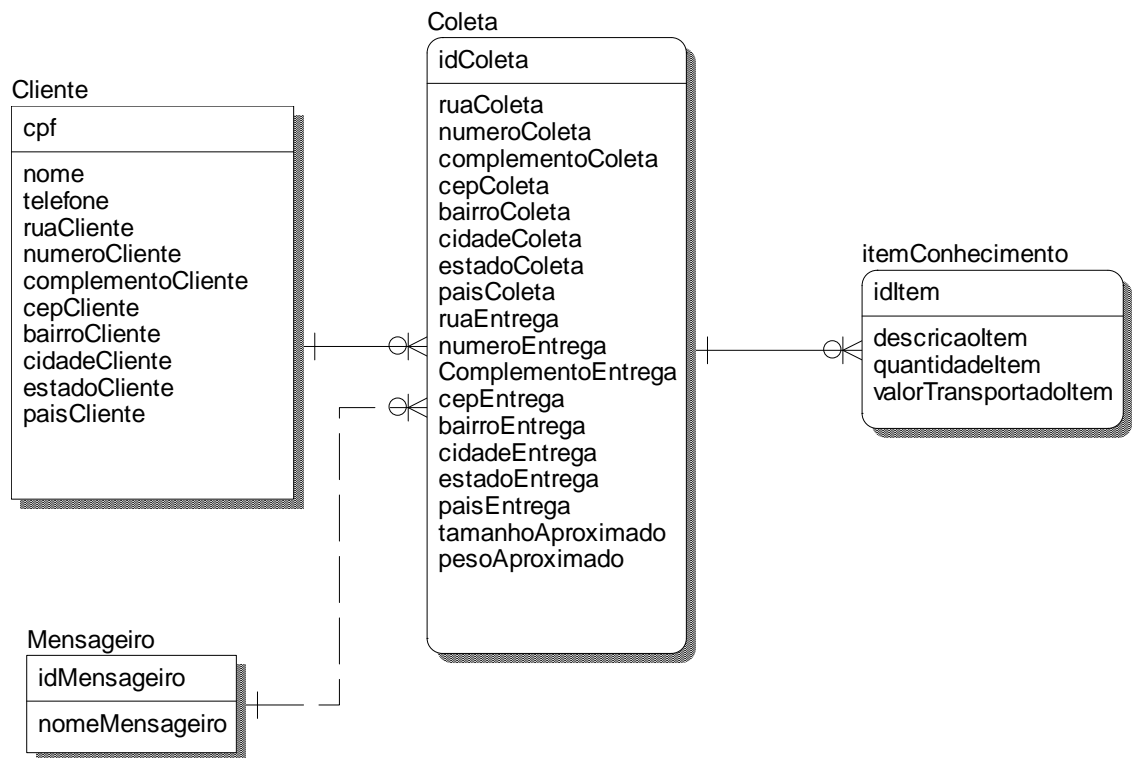 Cliente
cpf
nome
telefone
ruaCliente
numeroCliente
complementoCliente
cepCliente
bairroCliente
cidadeCliente
estadoCliente
paisCliente
Coleta
idColeta
ruaColeta
numeroColeta
complementoColeta
cepColeta
bairroColeta
cidadeColeta
estadoColeta
paisColeta
ruaEntrega
numeroEntrega
ComplementoEntrega
cepEntrega
bairroEntrega
cidadeEntrega
estadoEntrega
paisEntrega
tamanhoAproximado
pesoAproximado
itemConhecimento
idItem
descricaoItem
quantidadeItem
valorTransportadoItem
Mensageiro
idMensageiro
nomeMensageiro